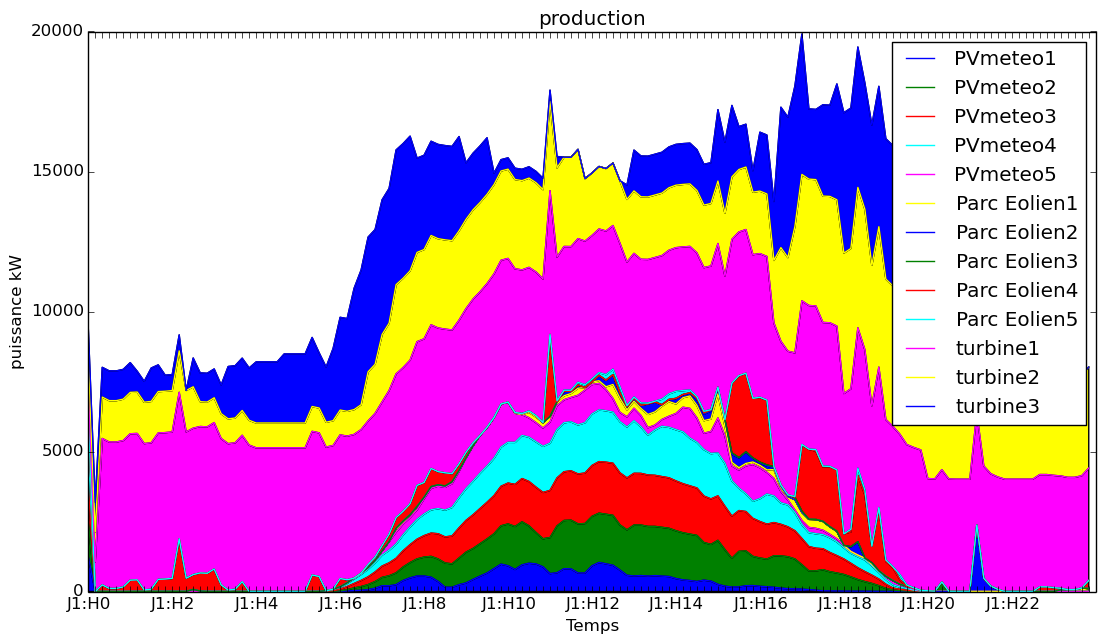 production
puissance kW
20000
15000
10000
5000
0
PVmeteo1
PVmeteo2
PVmeteo3
PVmeteo4
PVmeteo5
Parc Eolien1
Parc Eolien2
Parc Eolien3
Parc Eolien4
Parc Eolien5
turbine1
turbine2
turbine3
J1:H0 J1:H2 J1:H4 J1:H6 J1:H8 J1:H10 J1:H12 J1:H14 J1:H16 J1:H18 J1:H20 J1:H22
Temps